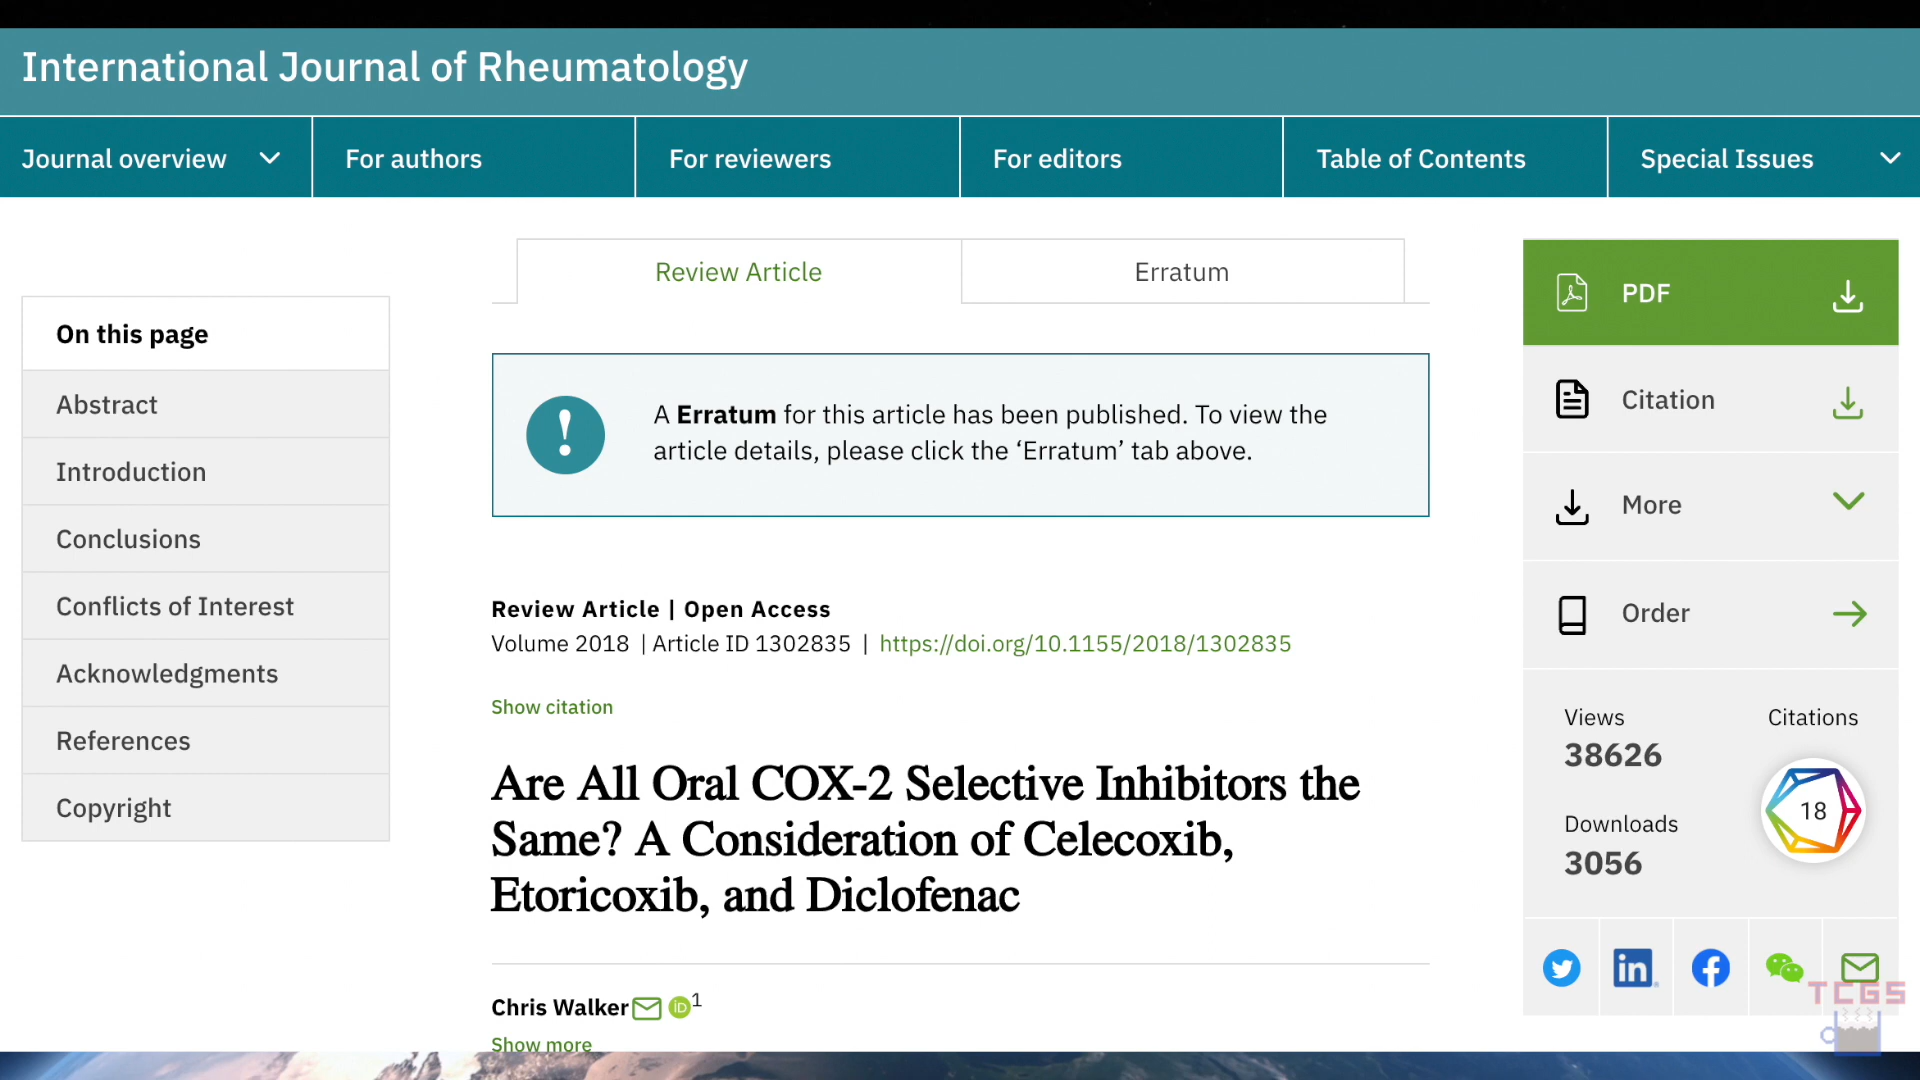 International Journal of Rheumatology
Journal overview
For authors
For reviewers
For editors
Table of Contents
Special Issues
On this page
Abstract
Introduction
Conclusions
Conflicts of Interest
Acknowledgments
References
Copyright
Review Article
Erratum
! A Erratum for this article has been published. To view the
article details, please click the ‘Erratum’ tab above.
Review Article | Open Access
Volume 2018 | Article ID 1302835 | https://doi.org/10.1155/2018/1302835
Show citation
Are All Oral COX-2 Selective Inhibitors the
Same? A Consideration of Celecoxib,
Etoricoxib, and Diclofenac
Chris Walker iD 1
Show more
PDF
Citation
More
Order
Views
38626
Citations
18
Downloads
3056
in
TCGS